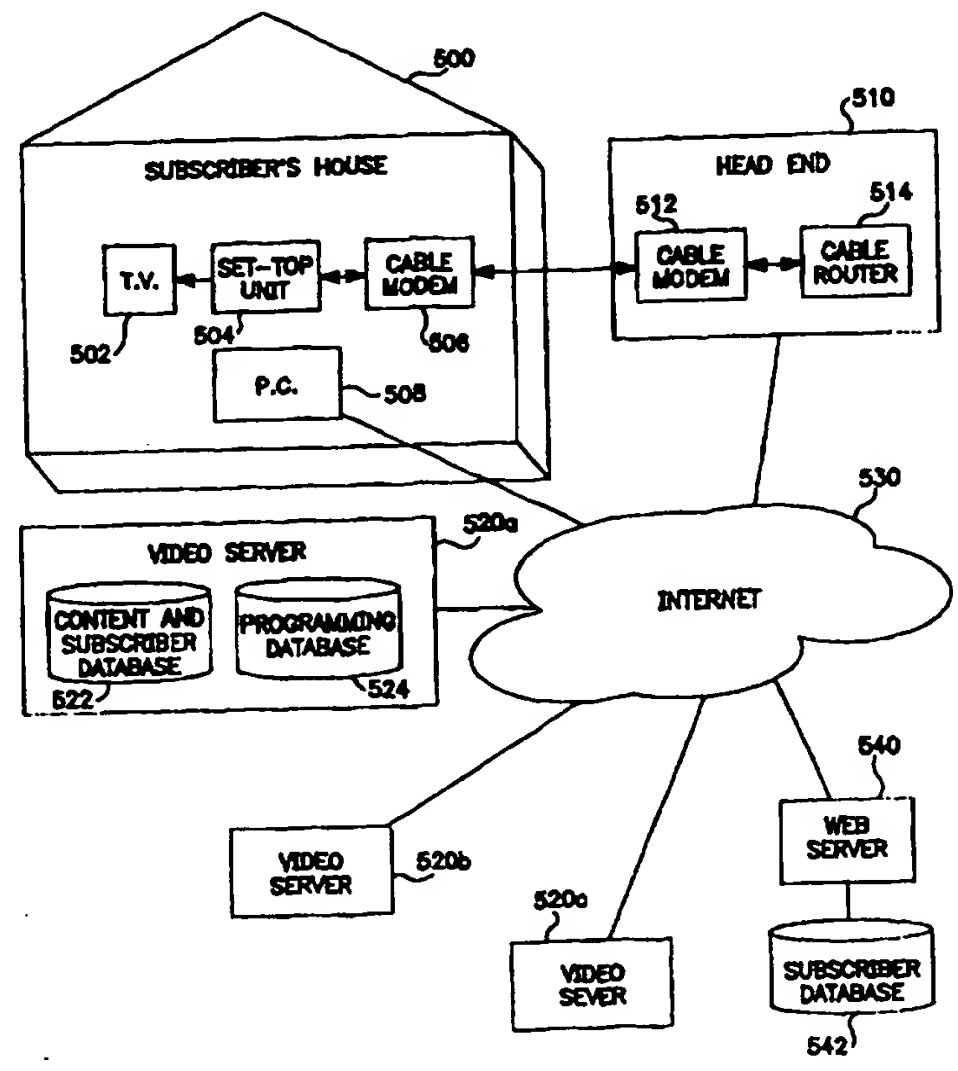 500
510
SUBSCRIBER'S HOUSE
HEAD END
512
514
T.V.
SET-TOP
UNIT
CABLE
MODEM
CABLE
MODEM
CABLE
ROUTER
502
504
506
P.C.
508
530
520a
VIDEO SERVER
CONTENT AND
SUBSCRIBER
DATABASE
522
PROGRAMMING
DATABASE
524
INTERNET
540
WEB
SERVER
VIDEO
SERVER
520b
520c
VIDEO
SEVER
SUBSCRIBER
DATABASE
542